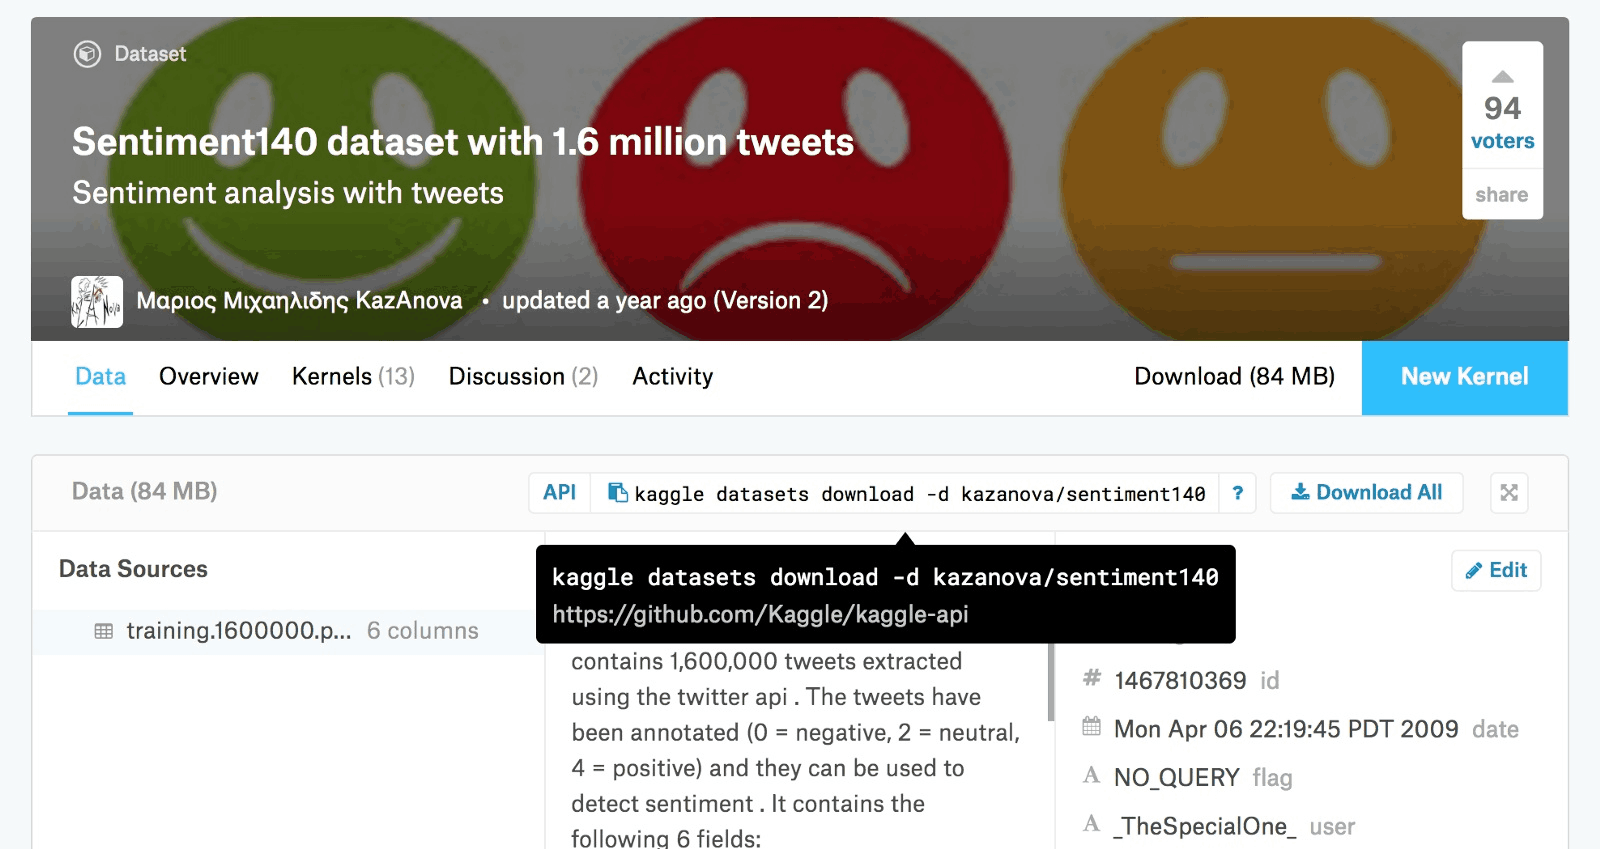 Dataset
94
voters
share
Sentiment140 dataset with 1.6 million tweets
Sentiment analysis with tweets
Μαριος Μιχαηλιδης KazAnova • updated a year ago (Version 2)
Data Overview Kernels (13) Discussion (2) Activity Download (84 MB) New Kernel
Data (84 MB) API kaggle datasets download -d kazanova/sentiment140 ? Download All
Data Sources
training.1600000.p... 6 columns
kaggle datasets download -d kazanova/sentiment140
https://github.com/Kaggle/kaggle-api
contains 1,600,000 tweets extracted
using the twitter api . The tweets have
been annotated (0 = negative, 2 = neutral,
4 = positive) and they can be used to
detect sentiment . It contains the
following 6 fields:
Edit
# 1467810369 id
Mon Apr 06 22:19:45 PDT 2009 date
A NO_QUERY flag
A _TheSpecialOne_ user